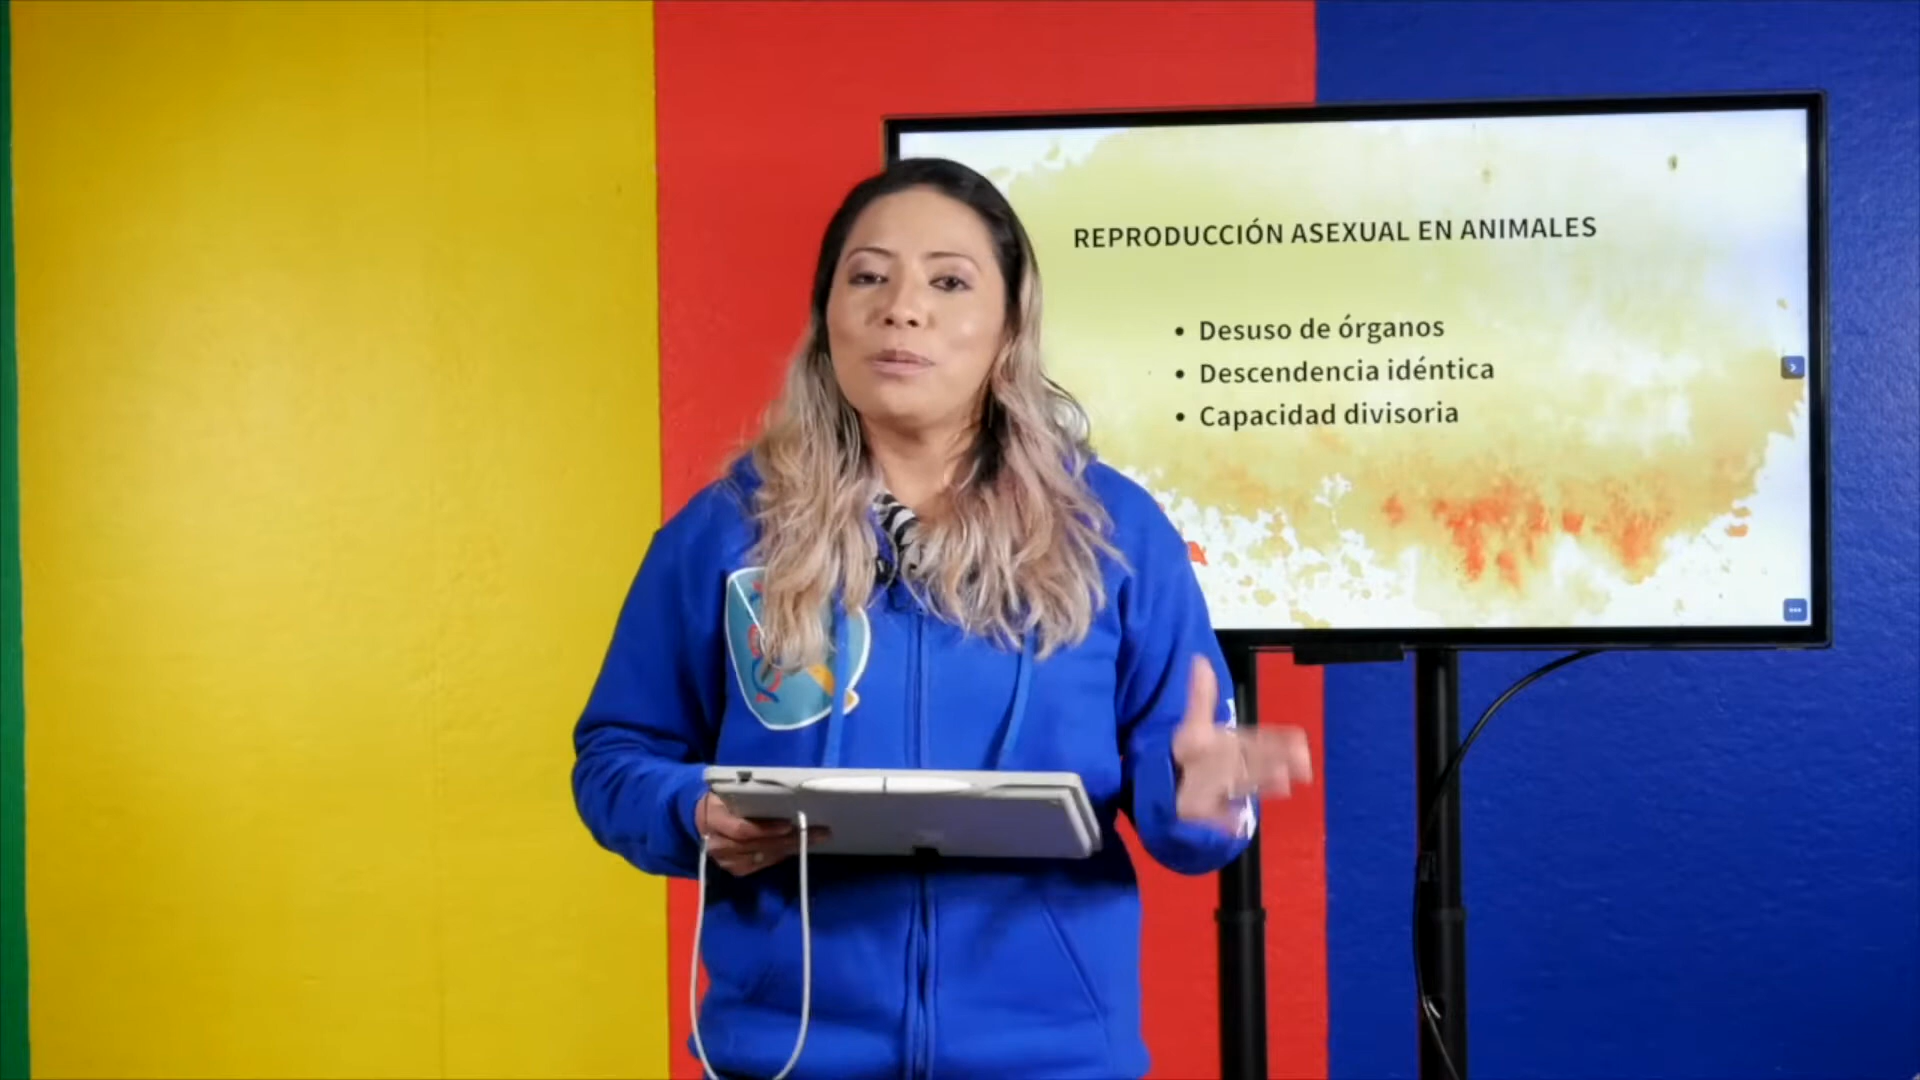 REPRODUCCIÓN ASEXUAL EN ANIMALES
• Desuso de órganos
• Descendencia idéntica
• Capacidad divisoria